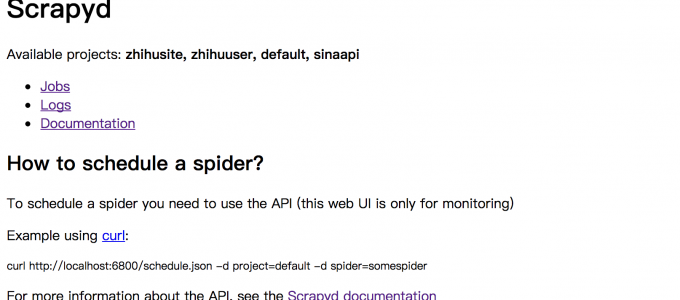 Scrapyd
Available projects: zhihusite, zhihuuser, default, sinaapi
Jobs
Logs
Documentation
How to schedule a spider?
To schedule a spider you need to use the API (this web UI is only for monitoring)
Example using curl:
curl http://localhost:6800/schedule.json -d project=default -d spider=somespider
For more information about the API, see the Scrapyd documentation